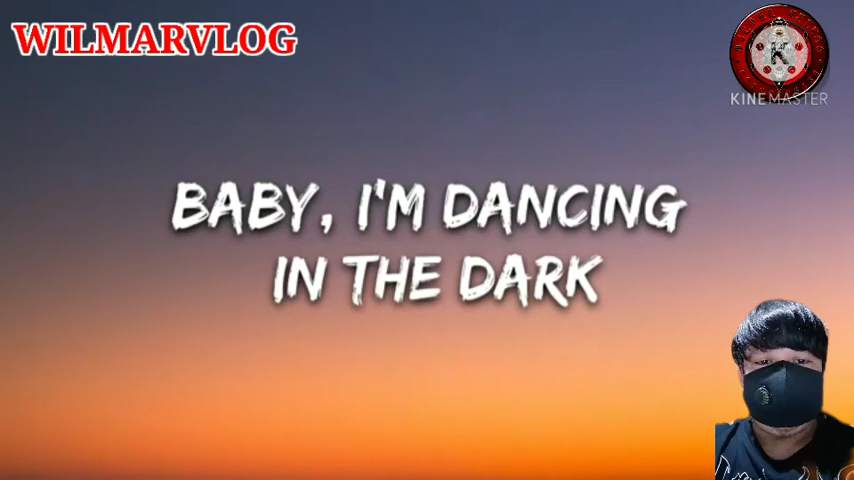 WILMARVLOG
K
KINEMASTER
BABY, I'M DANCING
IN THE DARK